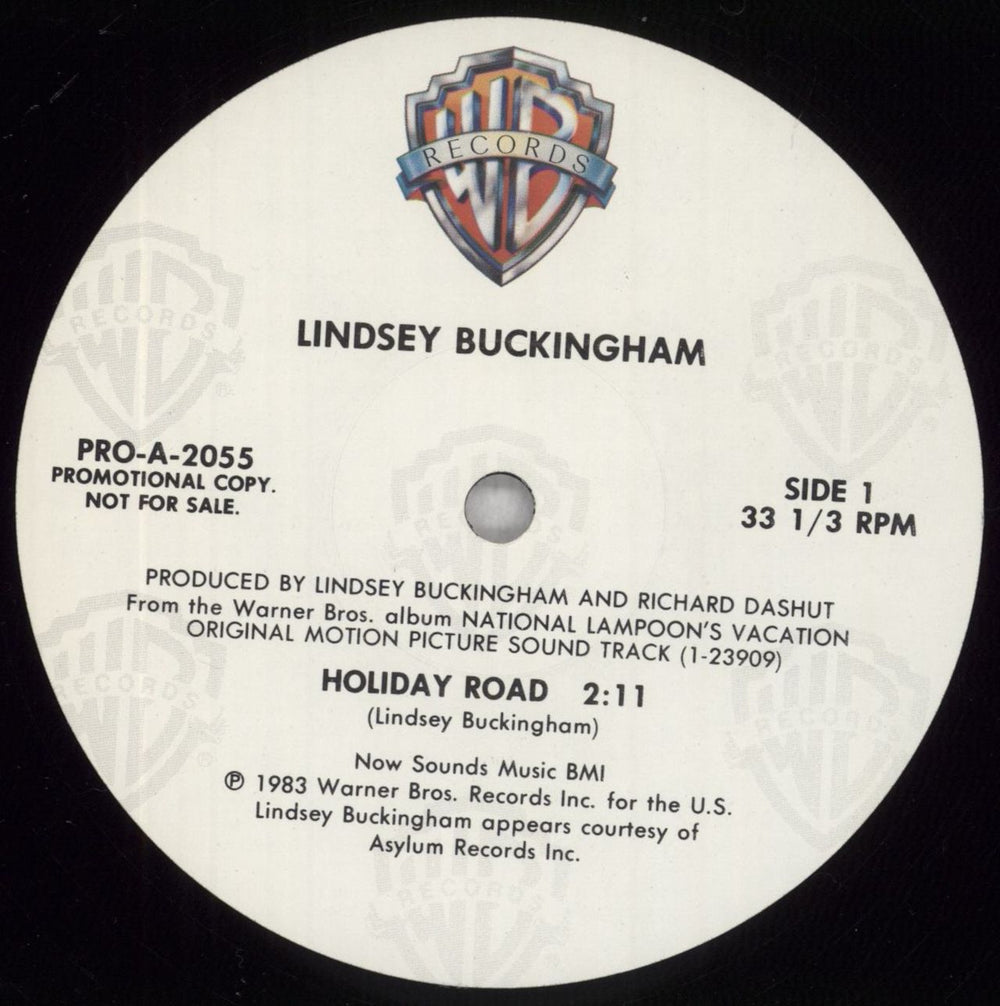 WB
RECORDS
LINDSEY BUCKINGHAM
PRO-A-2055
PROMOTIONAL COPY.
NOT FOR SALE.
SIDE 1
33 1/3 RPM
PRODUCED BY LINDSEY BUCKINGHAM AND RICHARD DASHUT
From the Warner Bros. album NATIONAL LAMPOON'S VACATION
ORIGINAL MOTION PICTURE SOUND TRACK (1-23909)
HOLIDAY ROAD 2:11
(Lindsey Buckingham)
Now Sounds Music BMI
℗ 1983 Warner Bros. Records Inc. for the U.S.
Lindsey Buckingham appears courtesy of
Asylum Records Inc.